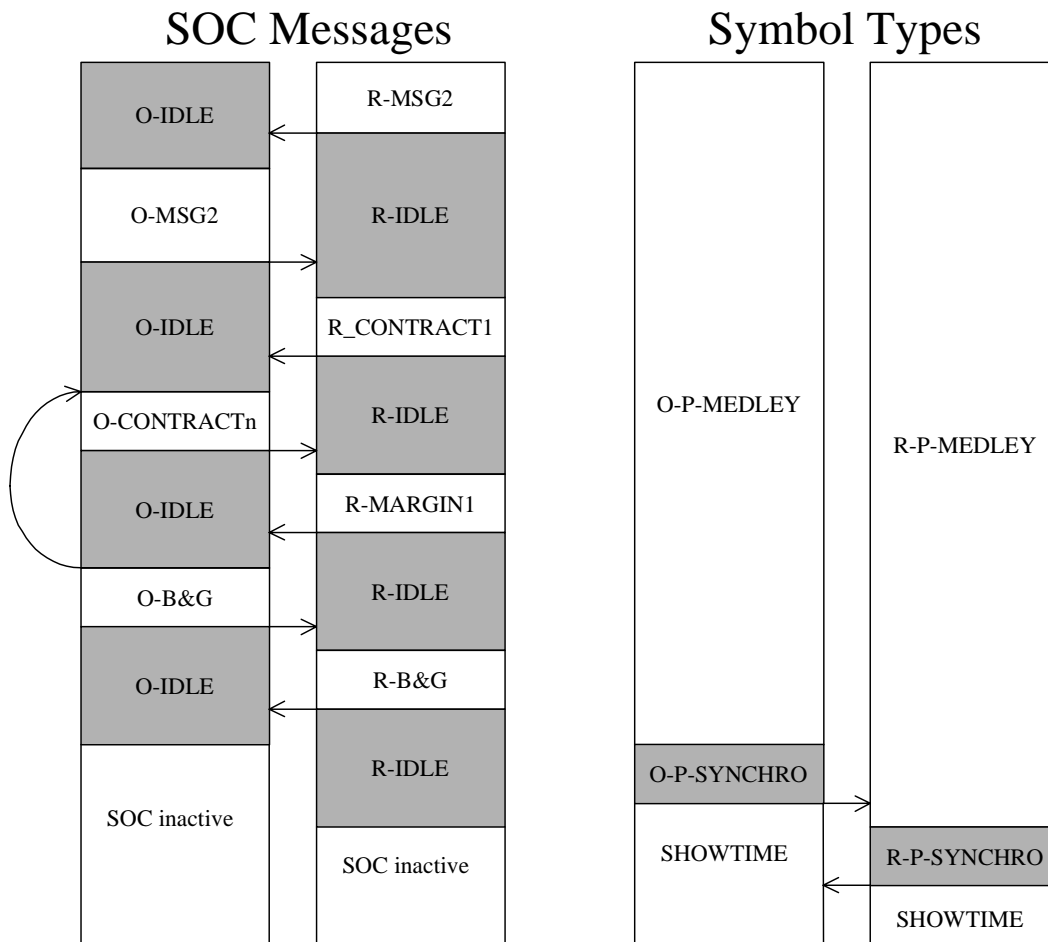 SOC Messages
Symbol Types
O-IDLE
O-MSG2
O-IDLE
O-CONTRACTn
O-IDLE
O-B&G
O-IDLE
SOC inactive
R-MSG2
R-IDLE
R_CONTRACT1
R-IDLE
R-MARGIN1
R-IDLE
R-B&G
R-IDLE
SOC inactive
O-P-MEDLEY
O-P-SYNCHRO
SHOWTIME
R-P-MEDLEY
R-P-SYNCHRO
SHOWTIME